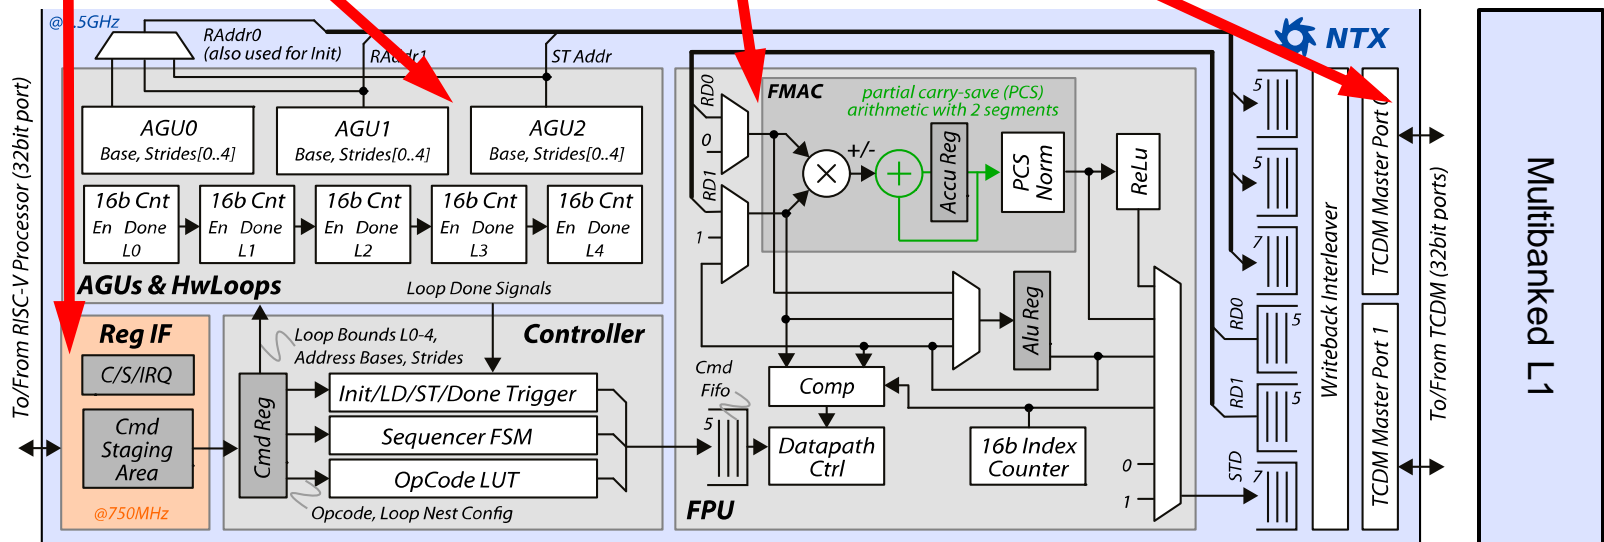 @1.5GHz
RAddr0
(also used for Init)
RAddr1
ST Addr
NTX
AGU0
Base, Strides[0..4]
AGU1
Base, Strides[0..4]
AGU2
Base, Strides[0..4]
16b Cnt
En Done
L0
16b Cnt
En Done
L1
16b Cnt
En Done
L2
16b Cnt
En Done
L3
16b Cnt
En Done
L4
AGUs & HwLoops
Loop Done Signals
To/From RISC-V Processor (32bit port)
Reg IF
C/S/IRQ
Cmd
Staging
Area
@750MHz
Loop Bounds L0-4,
Address Bases, Strides
Controller
Cmd Reg
Init/LD/ST/Done Trigger
Sequencer FSM
OpCode LUT
Opcode, Loop Nest Config
RD0
0
RD1
1
FMAC
partial carry-save (PCS)
arithmetic with 2 segments
+/-
Accu Reg
PCS
Norm
ReLu
Alu Reg
Cmd
Fifo
5
Comp
Datapath
Ctrl
16b Index
Counter
0
1
FPU
5
5
7
RD0
5
RD1
5
STD
7
Writeback Interleaver
TCDM Master Port 0
TCDM Master Port 1
To/From TCDM (32bit ports)
Multibanked L1